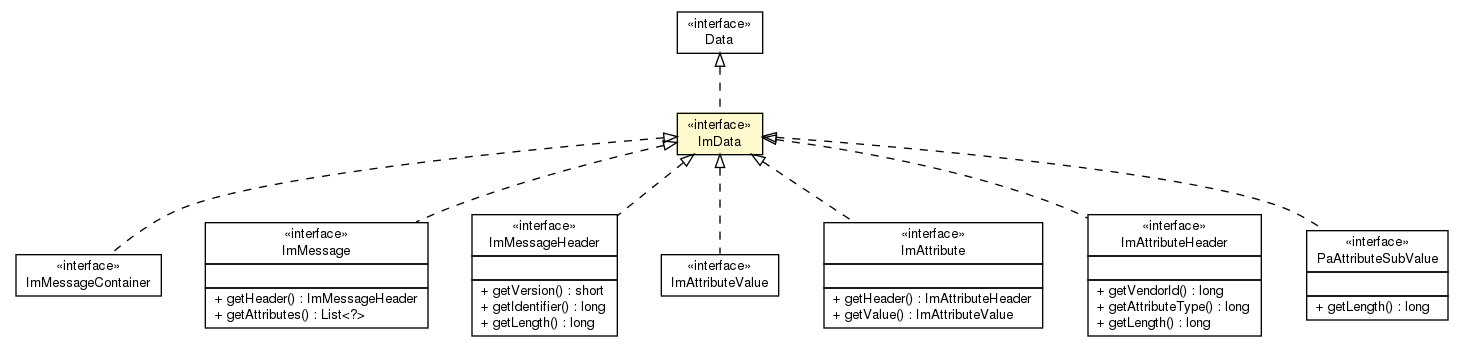 «interface»
Data
«interface»
ImData
«interface»
ImMessageContainer
«interface»
ImMessage
+ getHeader() : ImMessageHeader
+ getAttributes() : List<?>
«interface»
ImMessageHeader
+ getVersion() : short
+ getIdentifier() : long
+ getLength() : long
«interface»
ImAttributeValue
«interface»
ImAttribute
+ getHeader() : ImAttributeHeader
+ getValue() : ImAttributeValue
«interface»
ImAttributeHeader
+ getVendorId() : long
+ getAttributeType() : long
+ getLength() : long
«interface»
PaAttributeSubValue
+ getLength() : long